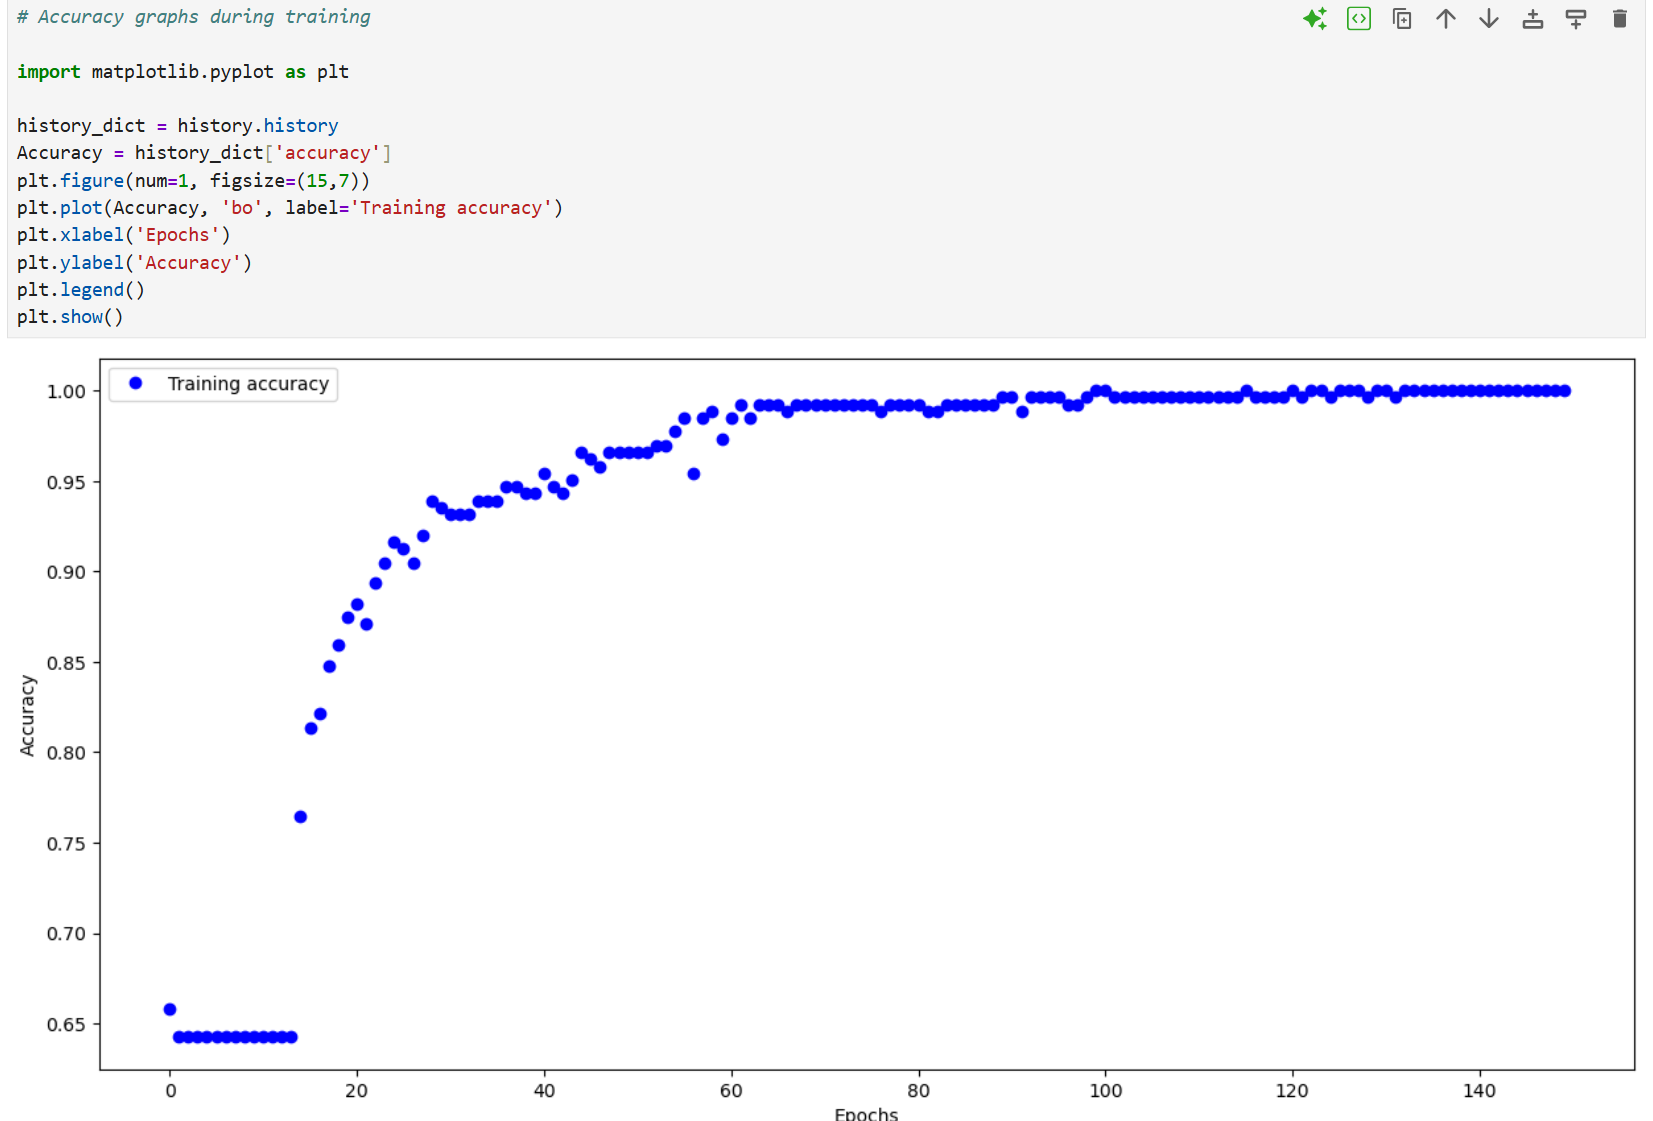 # Accuracy graphs during training
import matplotlib.pyplot as plt
history_dict = history.history
Accuracy = history_dict['accuracy']
plt.figure(num=1, figsize=(15,7))
plt.plot(Accuracy, 'bo', label='Training accuracy')
plt.xlabel('Epochs')
plt.ylabel('Accuracy')
plt.legend()
plt.show()
Training accuracy
1.00
0.95
0.90
0.85
0.80
0.75
0.70
0.65
Accuracy
0 20 40 60 80 100 120 140
Epochs